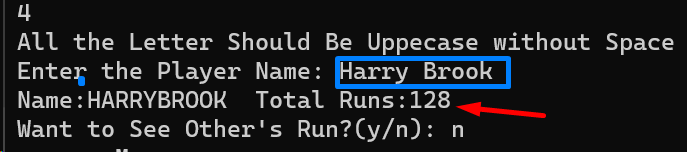 4
All the Letter Should Be Uppecase without Space
Enter the Player Name: Harry Brook
Name:HARRYBROOK  Total Runs:128
Want to See Other's Run?(y/n): n